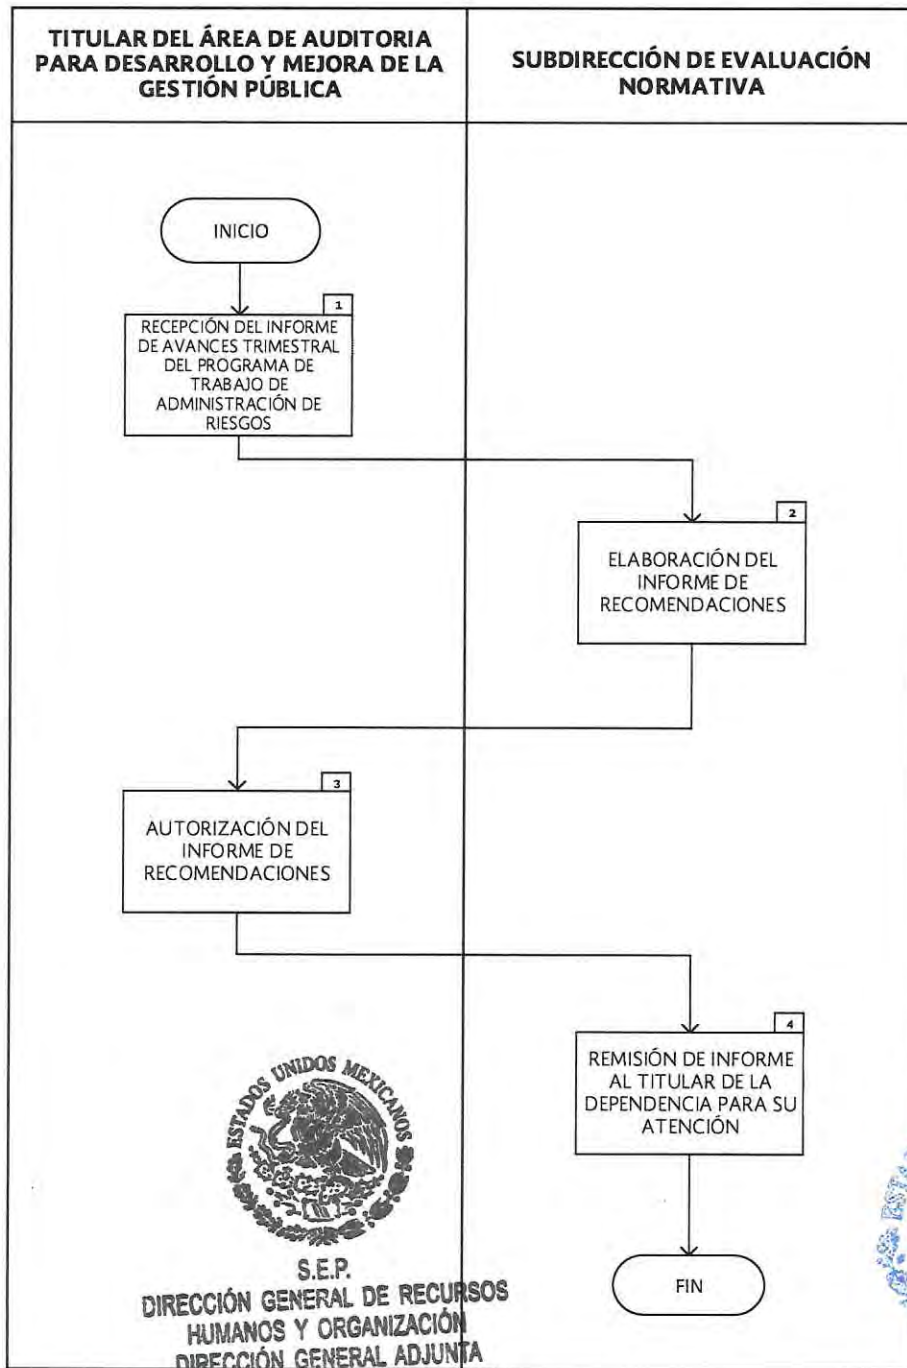 TITULAR DEL ÁREA DE AUDITORIA
PARA DESARROLLO Y MEJORA DE LA
GESTIÓN PÚBLICA
SUBDIRECCIÓN DE EVALUACIÓN
NORMATIVA
INICIO
1
RECEPCIÓN DEL INFORME
DE AVANCES TRIMESTRAL
DEL PROGRAMA DE
TRABAJO DE
ADMINISTRACIÓN DE
RIESGOS
2
ELABORACIÓN DEL
INFORME DE
RECOMENDACIONES
3
AUTORIZACIÓN DEL
INFORME DE
RECOMENDACIONES
4
REMISIÓN DE INFORME
AL TITULAR DE LA
DEPENDENCIA PARA SU
ATENCIÓN
FIN
ESTADOS UNIDOS MEXICANOS
S.E.P.
DIRECCIÓN GENERAL DE RECURSOS
HUMANOS Y ORGANIZACIÓN
DIRECCIÓN GENERAL ADJUNTA